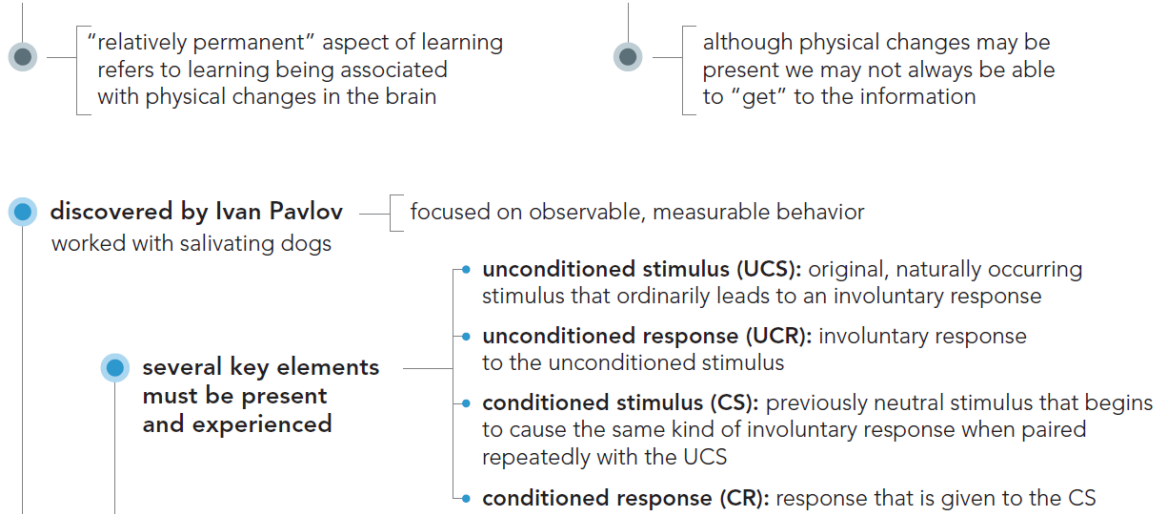 “relatively permanent” aspect of learning
refers to learning being associated
with physical changes in the brain
although physical changes may be
present we may not always be able
to “get” to the information
discovered by Ivan Pavlov
worked with salivating dogs
focused on observable, measurable behavior
several key elements
must be present
and experienced
unconditioned stimulus (UCS): original, naturally occurring
stimulus that ordinarily leads to an involuntary response
unconditioned response (UCR): involuntary response
to the unconditioned stimulus
conditioned stimulus (CS): previously neutral stimulus that begins
to cause the same kind of involuntary response when paired
repeatedly with the UCS
conditioned response (CR): response that is given to the CS